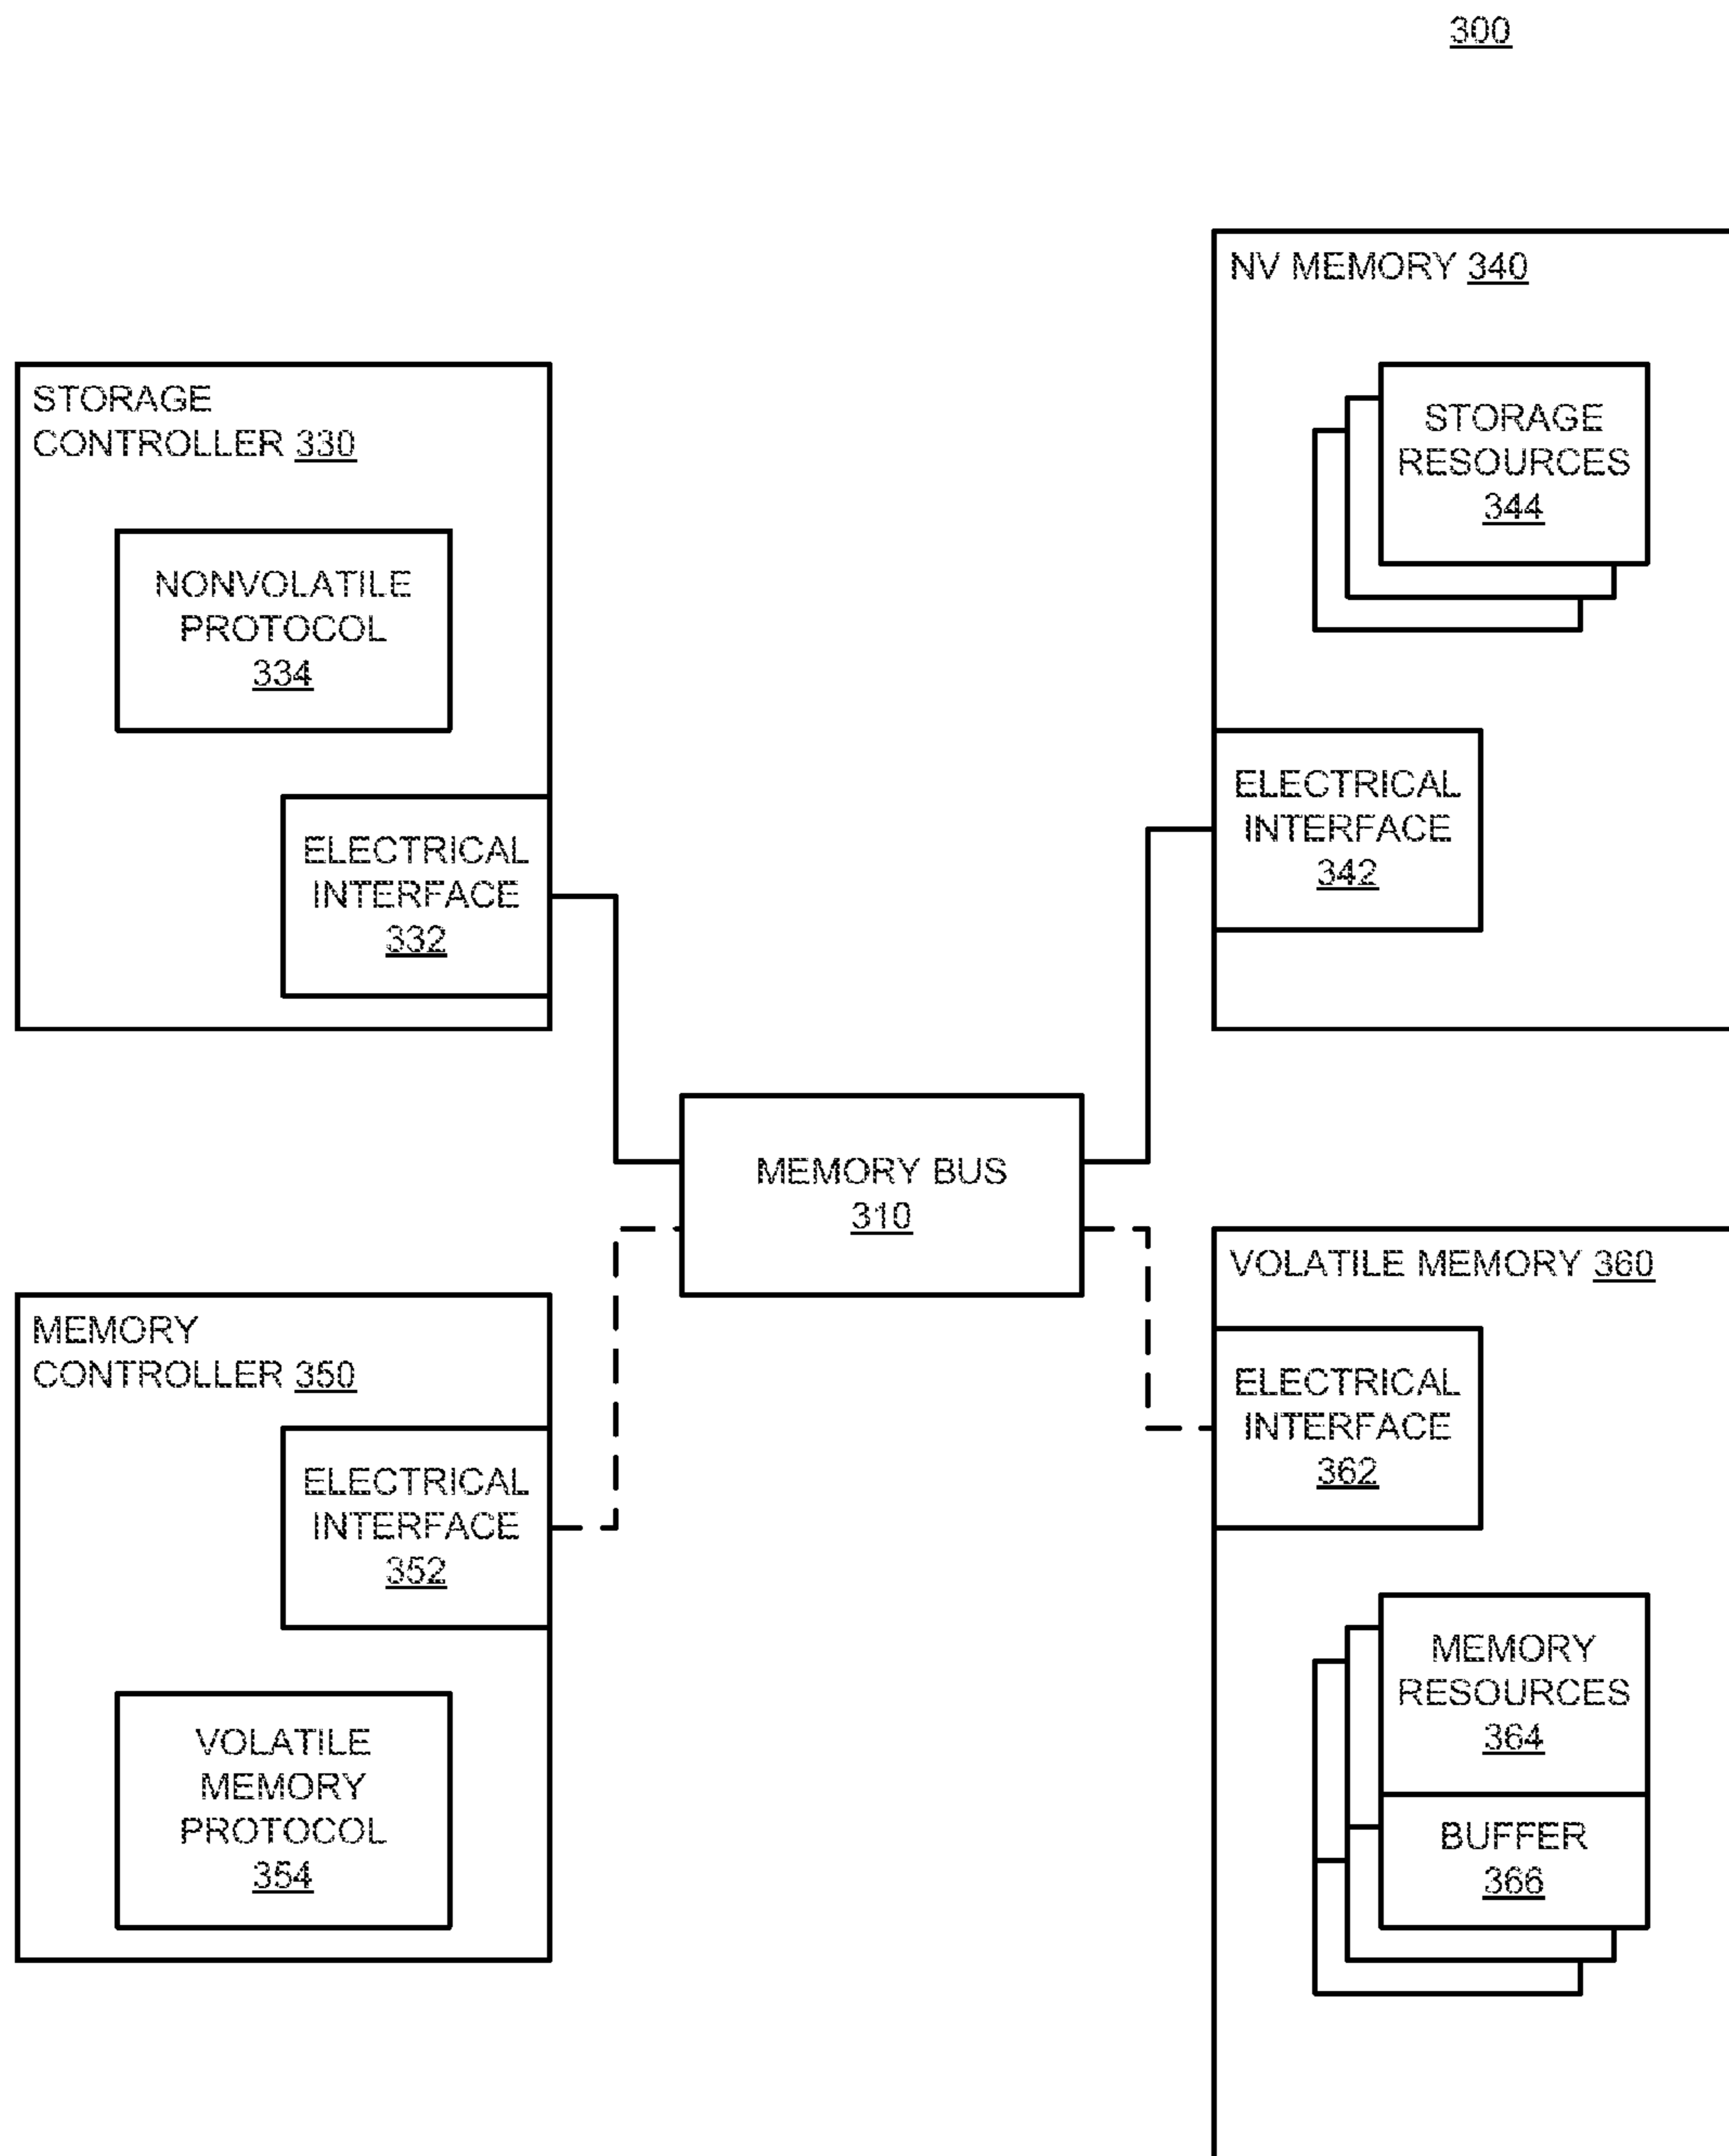 300
NV MEMORY 340
STORAGE
RESOURCES
344
ELECTRICAL
INTERFACE
342
STORAGE
CONTROLLER 330
NONVOLATILE
PROTOCOL
334
ELECTRICAL
INTERFACE
332
MEMORY BUS
310
MEMORY
CONTROLLER 350
ELECTRICAL
INTERFACE
352
VOLATILE
MEMORY
PROTOCOL
354
VOLATILE MEMORY 360
ELECTRICAL
INTERFACE
362
MEMORY
RESOURCES
364
BUFFER
366